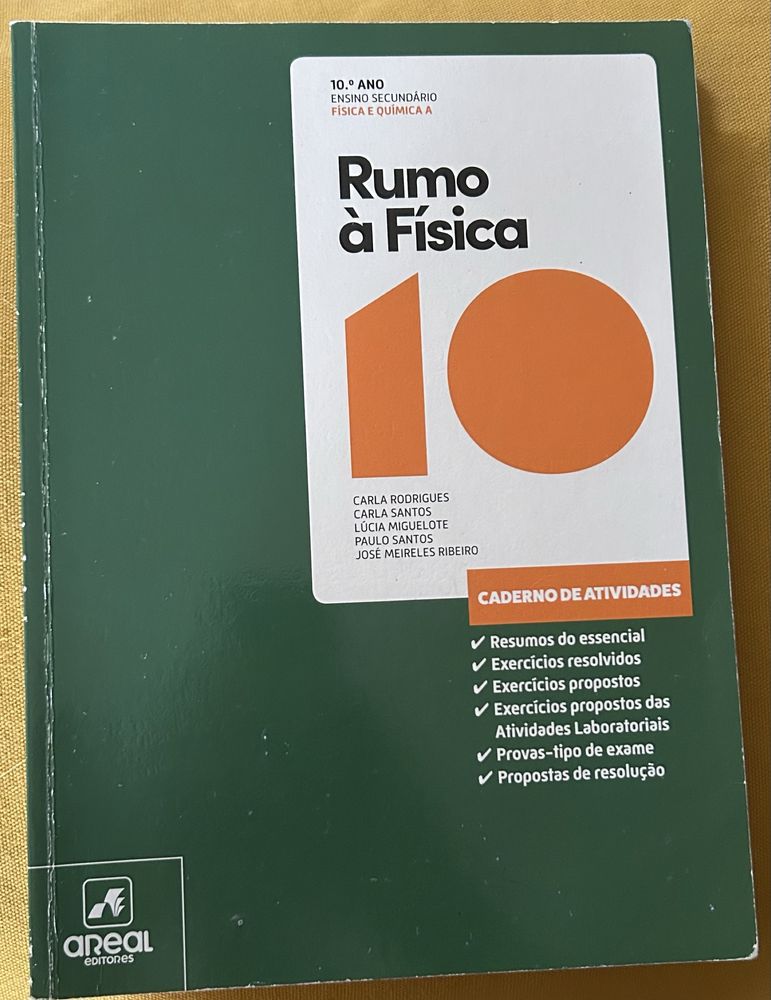 10.º ANO
ENSINO SECUNDÁRIO
FÍSICA E QUÍMICA A
Rumo
à Física
10
CARLA RODRIGUES
CARLA SANTOS
LÚCIA MIGUELOTE
PAULO SANTOS
JOSÉ MEIRELES RIBEIRO
CADERNO DE ATIVIDADES
✓ Resumos do essencial
✓ Exercícios resolvidos
✓ Exercícios propostos
✓ Exercícios propostos das
Atividades Laboratoriais
✓ Provas-tipo de exame
✓ Propostas de resolução
areal
EDITORES